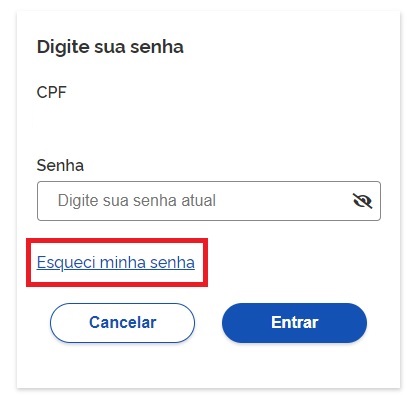 Digite sua senha
CPF
Senha
Digite sua senha atual
Esqueci minha senha
Cancelar
Entrar